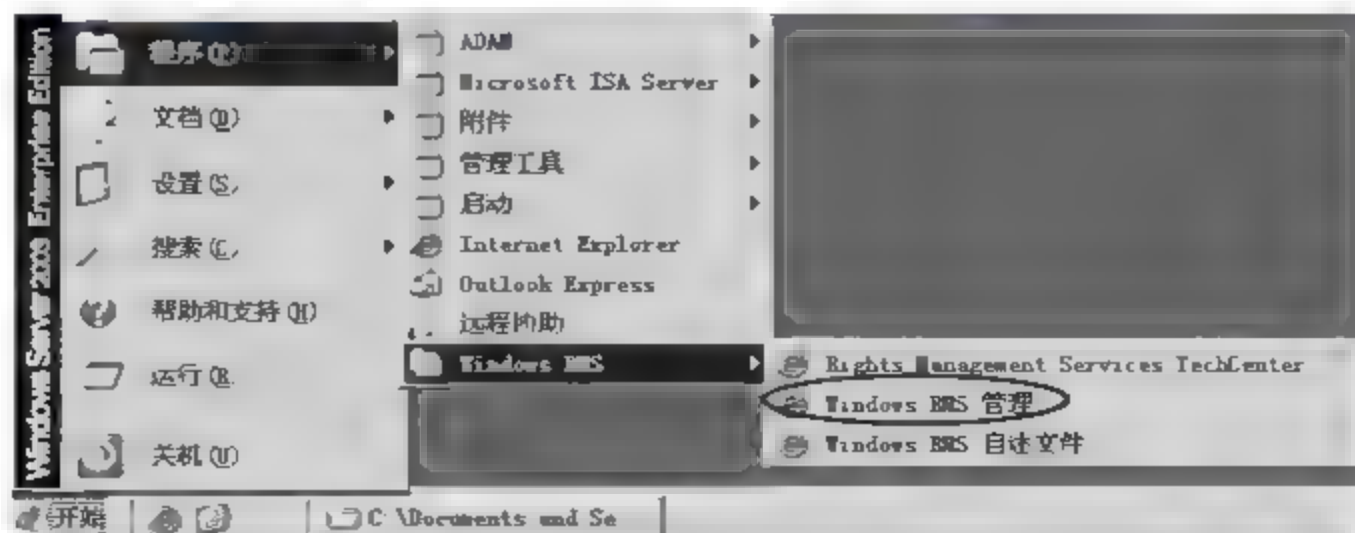 Windows Server 2003 Enterprise Edition
程序(P)
文档(D)
设置(S)
搜索(C)
帮助和支持(H)
运行(R)
关机(U)
ADAM
Microsoft ISA Server
附件
管理工具
启动
Internet Explorer
Outlook Express
远程协助
Windows RMS
Rights Management Services TechCenter
Windows RMS 管理
Windows RMS 自述文件
开始
C:\Documents and Se